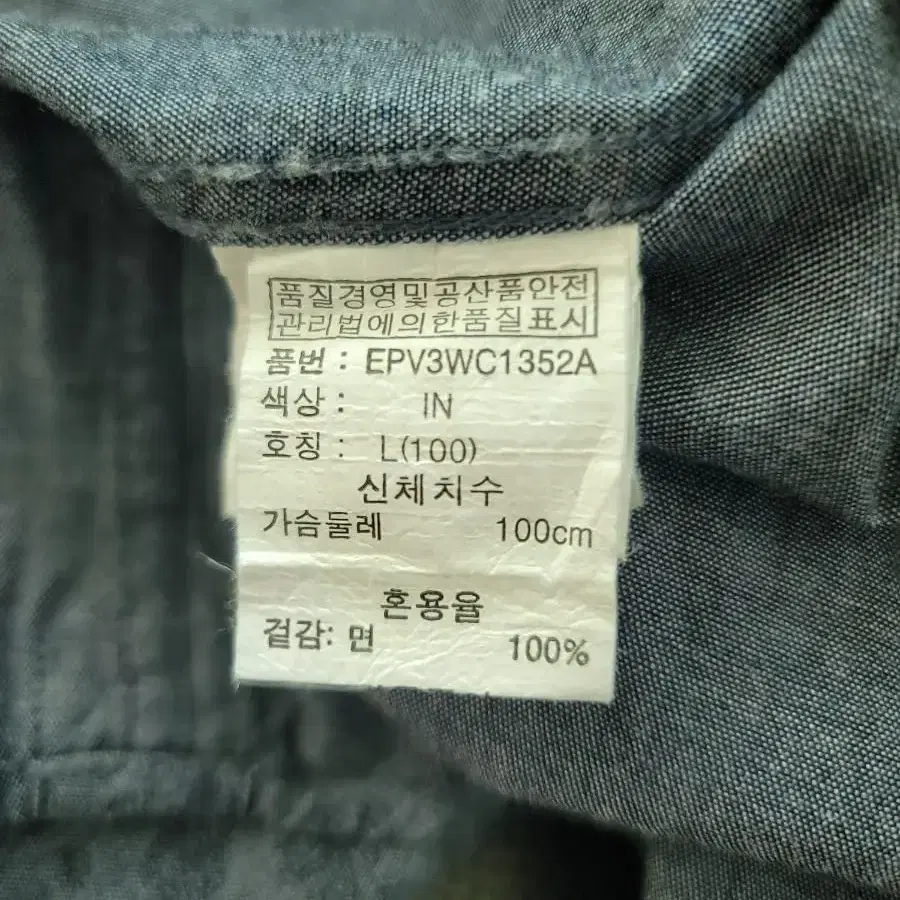 품질경영및공산품안전
관리법에의한품질표시
품번 : EPV3WC1352A
색상 : IN
호칭 : L(100)
신체치수
가슴둘레 100cm
혼용율
겉감: 면 100%